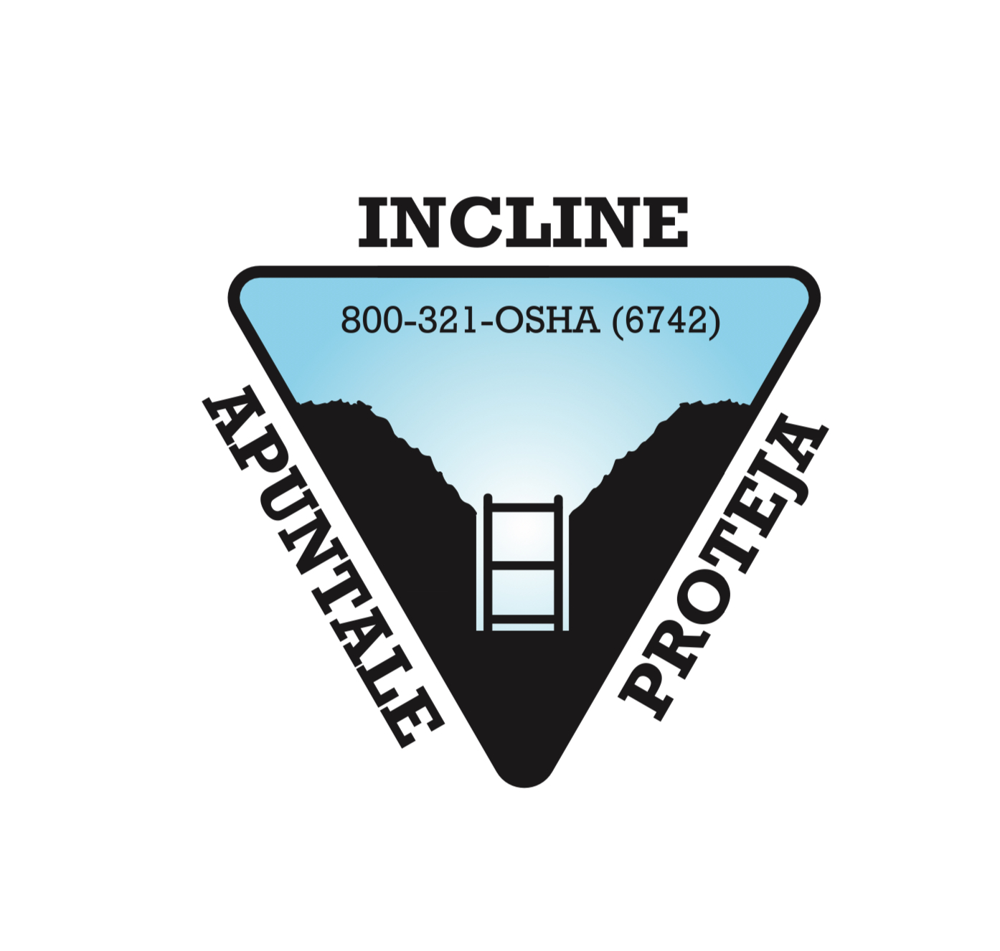 INCLINE
800-321-OSHA (6742)
APUNTALE
PROTEJA